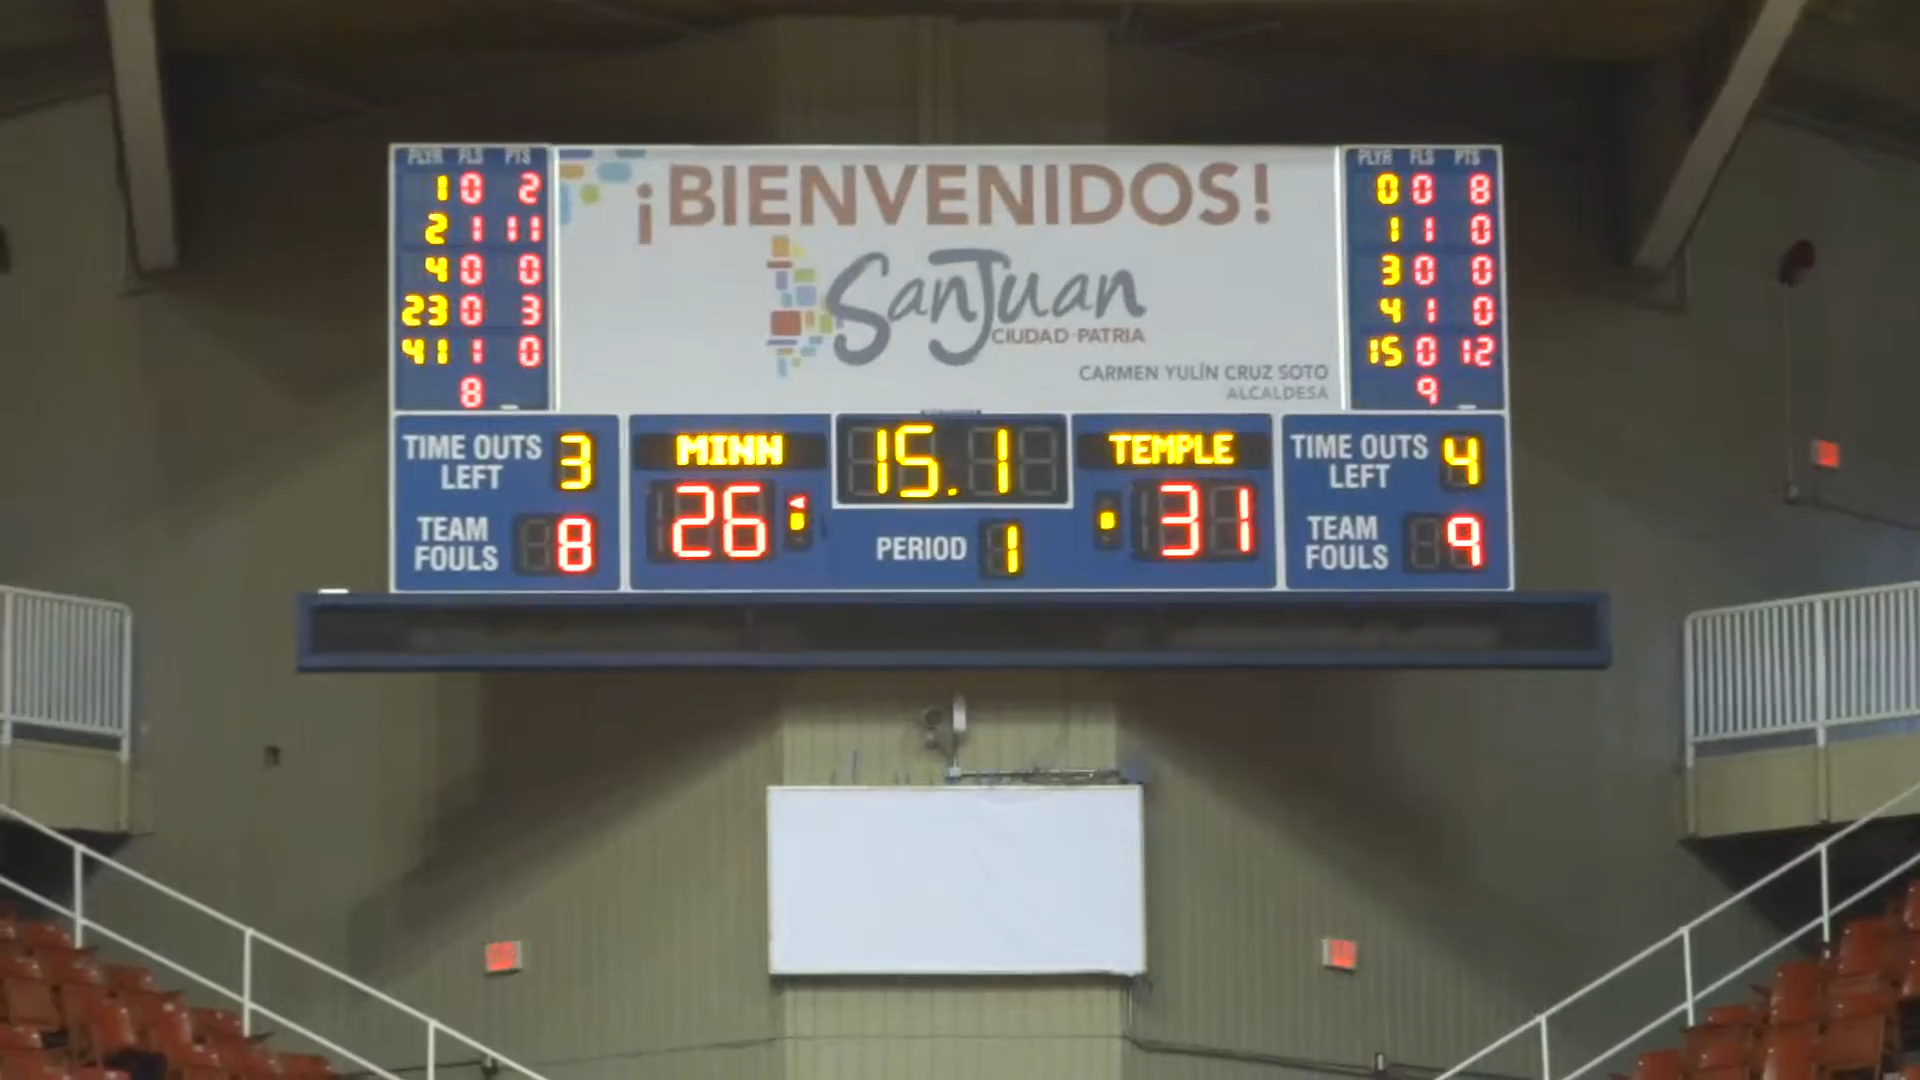 PLYR FLS PTS
1 0 2
2 1 11
4 0 0
23 0 3
41 1 0
8
¡BIENVENIDOS!
SanJuan
CIUDAD·PATRIA
CARMEN YULÍN CRUZ SOTO
ALCALDESA
PLYR FLS PTS
0 0 8
1 1 0
3 0 0
4 1 0
15 0 12
9
TIME OUTS LEFT 3
TEAM FOULS 8
MINN
26
15.1
PERIOD 1
TEMPLE
31
TIME OUTS LEFT 4
TEAM FOULS 9